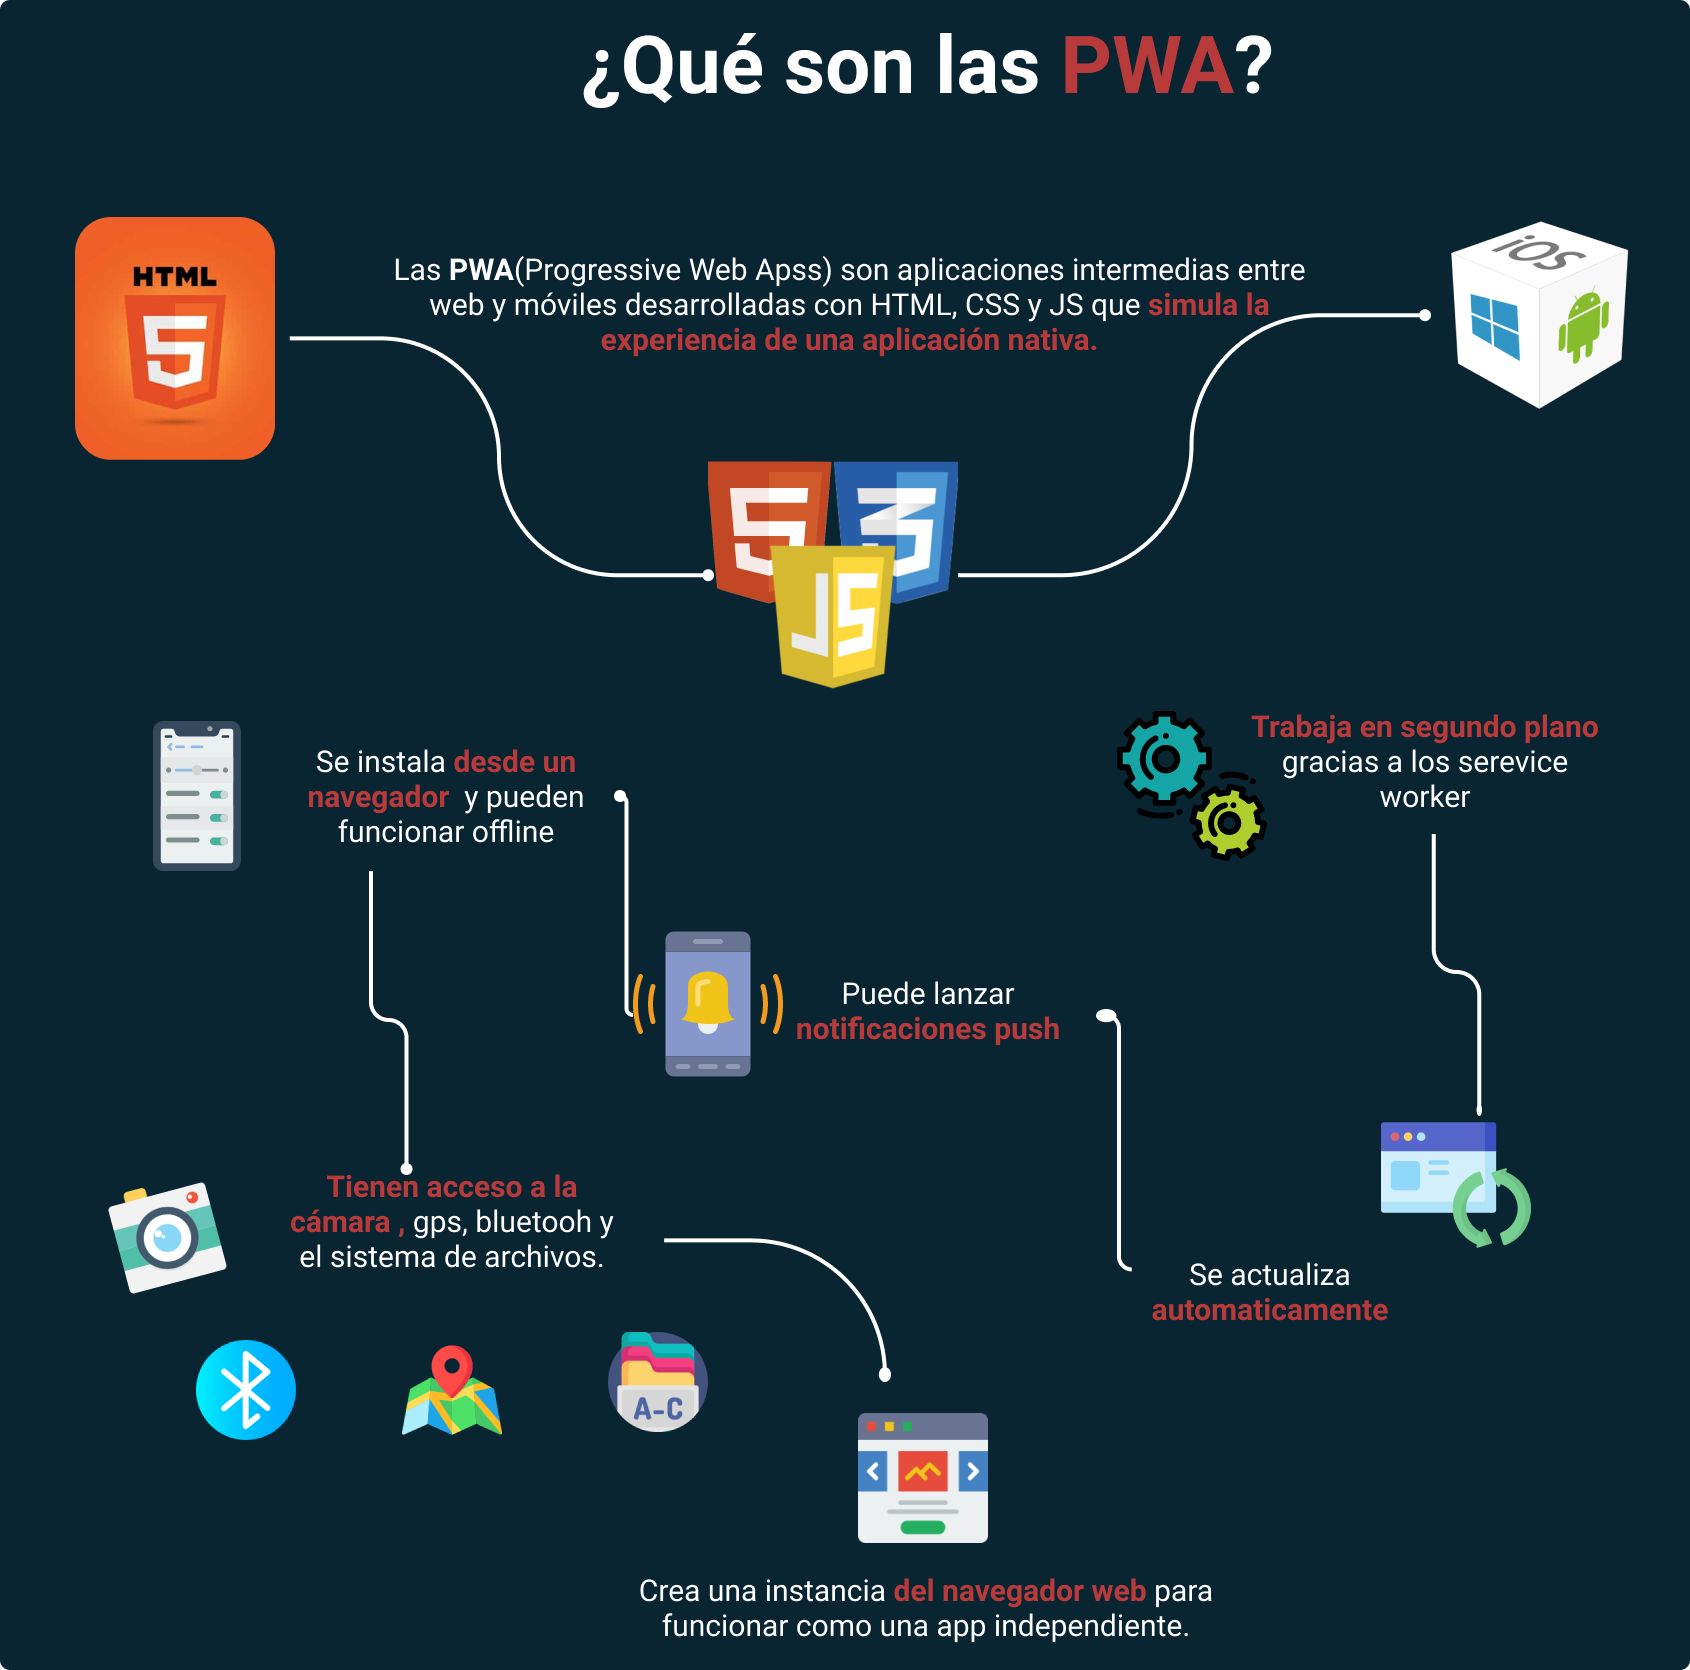 ¿Qué son las PWA?
HTML
iOS
Las PWA(Progressive Web Apss) son aplicaciones intermedias entre
web y móviles desarrolladas con HTML, CSS y JS que simula la
experiencia de una aplicación nativa.
JS
Se instala desde un
navegador y pueden
funcionar offline
Trabaja en segundo plano
gracias a los serevice
worker
Puede lanzar
notificaciones push
Tienen acceso a la
cámara , gps, bluetooh y
el sistema de archivos.
Se actualiza
automaticamente
A-C
Crea una instancia del navegador web para
funcionar como una app independiente.